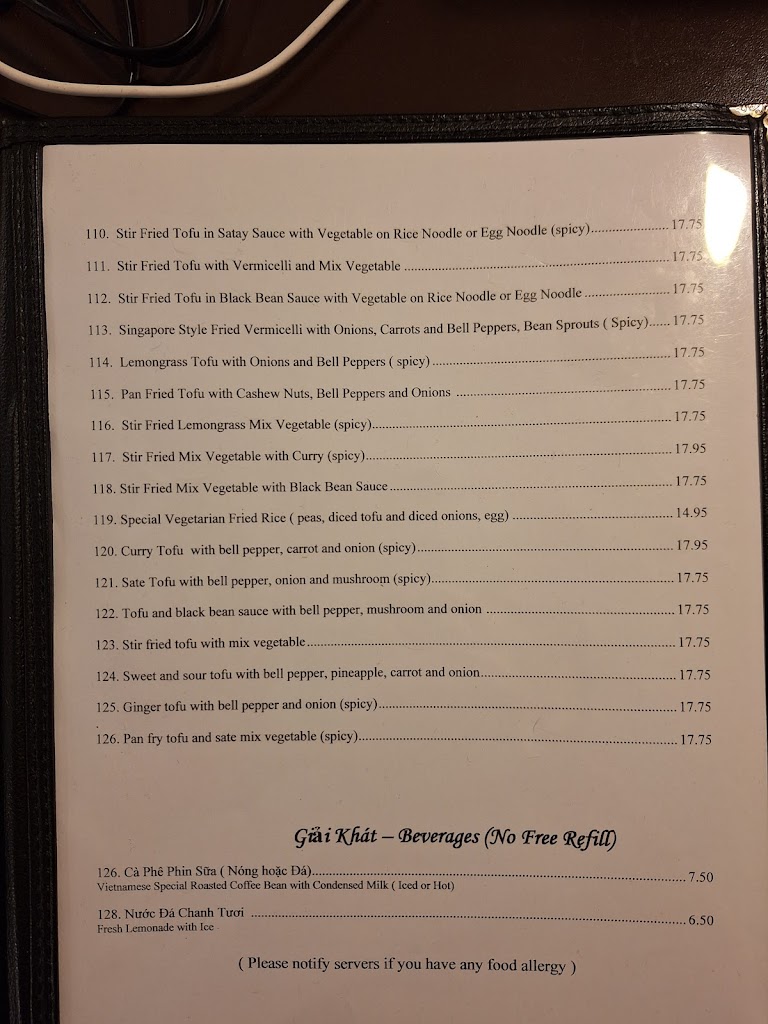 110. Stir Fried Tofu in Satay Sauce with Vegetable on Rice Noodle or Egg Noodle (spicy)....................... 17.75
111. Stir Fried Tofu with Vermicelli and Mix Vegetable ................................................................................ 17.75
112. Stir Fried Tofu in Black Bean Sauce with Vegetable on Rice Noodle or Egg Noodle .......................... 17.75
113. Singapore Style Fried Vermicelli with Onions, Carrots and Bell Peppers, Bean Sprouts ( Spicy)...... 17.75
114. Lemongrass Tofu with Onions and Bell Peppers ( spicy) ........................................................................ 17.75
115. Pan Fried Tofu with Cashew Nuts, Bell Peppers and Onions ................................................................ 17.75
116. Stir Fried Lemongrass Mix Vegetable (spicy)......................................................................................... 17.75
117. Stir Fried Mix Vegetable with Curry (spicy)........................................................................................... 17.95
118. Stir Fried Mix Vegetable with Black Bean Sauce .................................................................................... 17.75
119. Special Vegetarian Fried Rice ( peas, diced tofu and diced onions, egg) ................................................ 14.95
120. Curry Tofu with bell pepper, carrot and onion (spicy)............................................................................ 17.95
121. Sate Tofu with bell pepper, onion and mushroom (spicy)........................................................................ 17.75
122. Tofu and black bean sauce with bell pepper, mushroom and onion ........................................................ 17.75
123. Stir fried tofu with mix vegetable............................................................................................................. 17.75
124. Sweet and sour tofu with bell pepper, pineapple, carrot and onion.......................................................... 17.75
125. Ginger tofu with bell pepper and onion (spicy)........................................................................................ 17.75
126. Pan fry tofu and sate mix vegetable (spicy).............................................................................................. 17.75
Giải Khát – Beverages (No Free Refill)
126. Cà Phê Phin Sữa ( Nóng hoặc Đá)............................................................................................................ 7.50
Vietnamese Special Roasted Coffee Bean with Condensed Milk ( Iced or Hot)
128. Nước Đá Chanh Tươi ................................................................................................................................ 6.50
Fresh Lemonade with Ice
( Please notify servers if you have any food allergy )